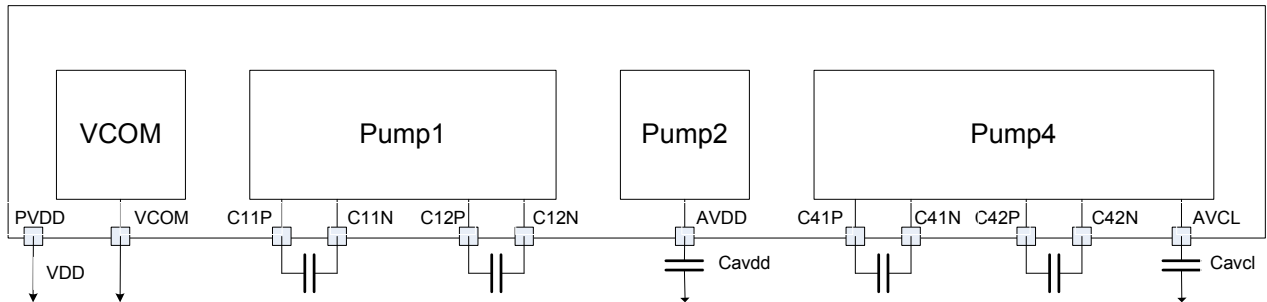 VCOM
Pump1
Pump2
Pump4
PVDD
VCOM
C11P
C11N
C12P
C12N
AVDD
C41P
C41N
C42P
C42N
AVCL
VDD
Cavdd
Cavcl